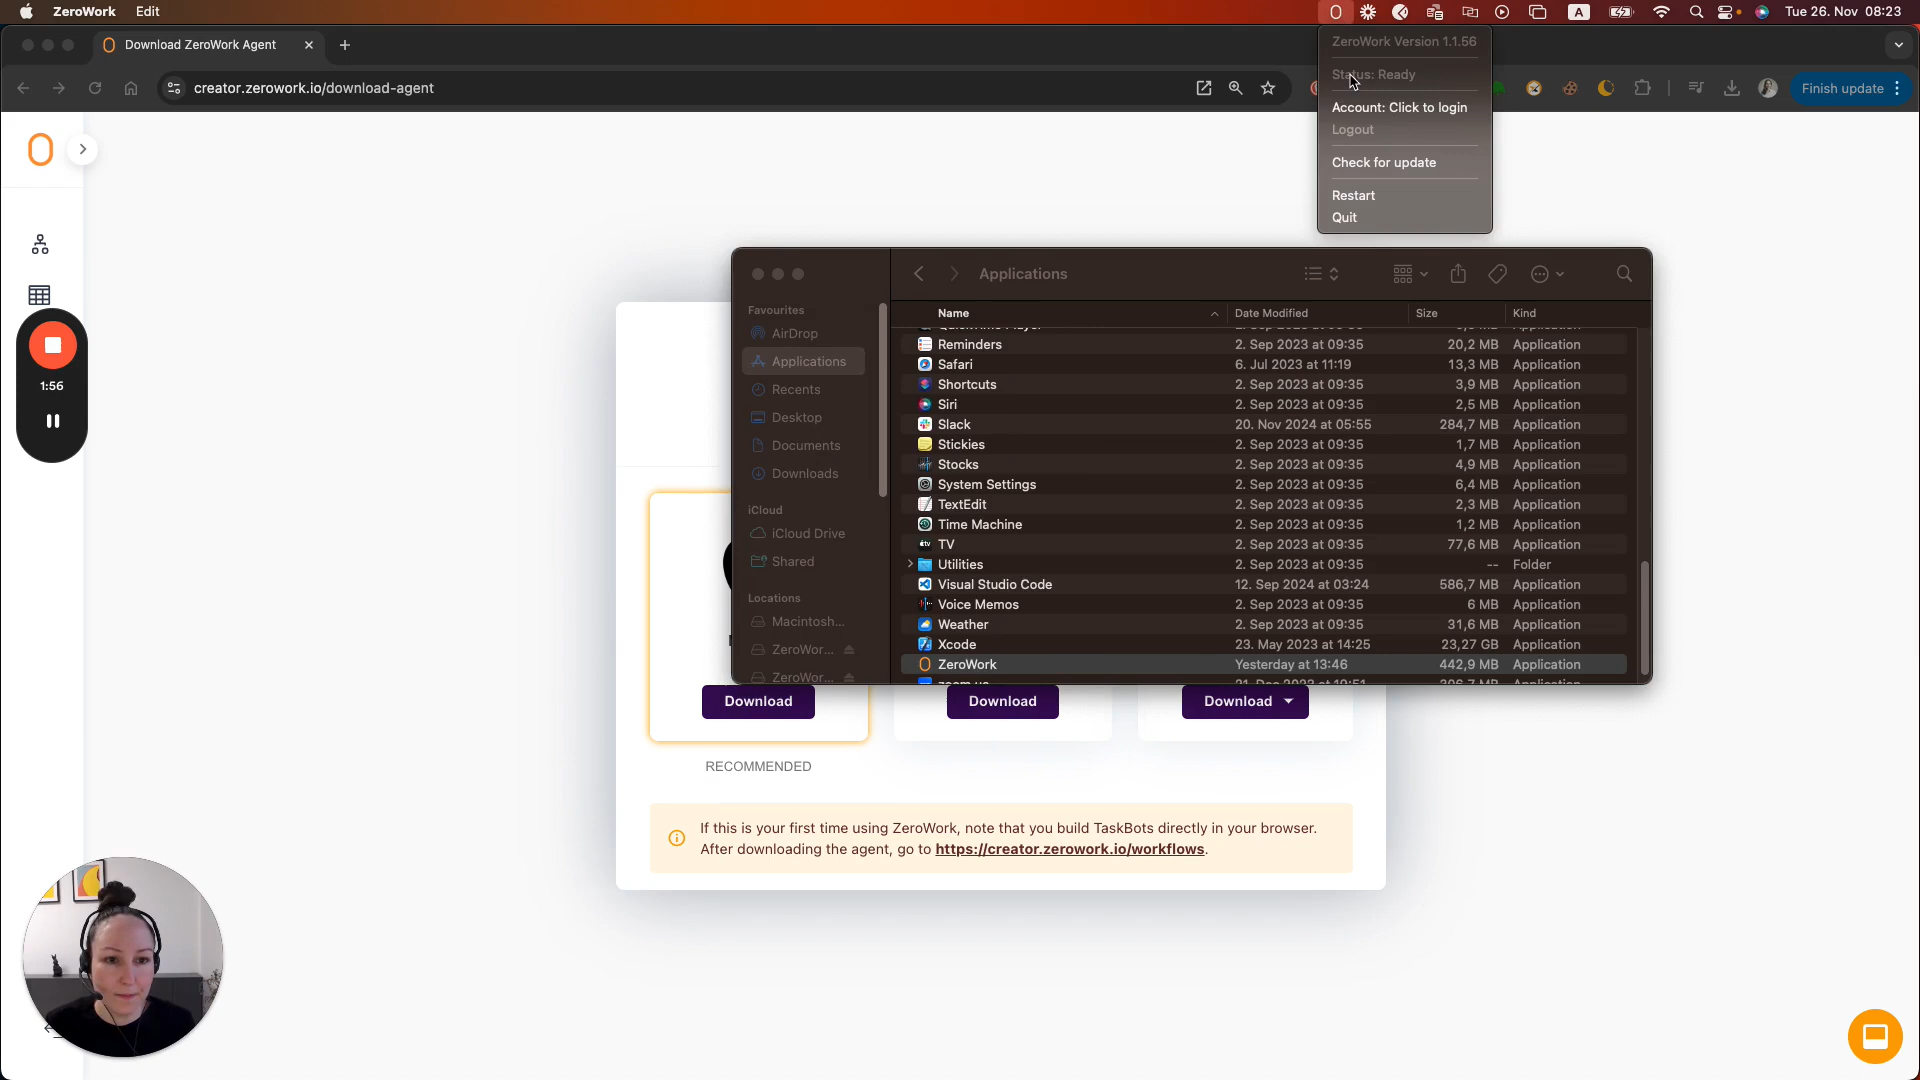 ZeroWork Edit
A
Tue 26. Nov 08:23
Download ZeroWork Agent
creator.zerowork.io/download-agent
Finish update
ZeroWork Version 1.1.56
Status: Ready
Account: Click to login
Logout
Check for update
Restart
Quit
1:56
Applications
Favourites
AirDrop
Applications
Recents
Desktop
Documents
Downloads
iCloud
iCloud Drive
Shared
Locations
Macintosh...
ZeroWor...
ZeroWor...
Name Date Modified Size Kind
Reminders 2. Sep 2023 at 09:35 20,2 MB Application
Safari 6. Jul 2023 at 11:19 13,3 MB Application
Shortcuts 2. Sep 2023 at 09:35 3,9 MB Application
Siri 2. Sep 2023 at 09:35 2,5 MB Application
Slack 20. Nov 2024 at 05:55 284,7 MB Application
Stickies 2. Sep 2023 at 09:35 1,7 MB Application
Stocks 2. Sep 2023 at 09:35 4,9 MB Application
System Settings 2. Sep 2023 at 09:35 6,4 MB Application
TextEdit 2. Sep 2023 at 09:35 2,3 MB Application
Time Machine 2. Sep 2023 at 09:35 1,2 MB Application
TV 2. Sep 2023 at 09:35 77,6 MB Application
Utilities 2. Sep 2023 at 09:35 -- Folder
Visual Studio Code 12. Sep 2024 at 03:24 586,7 MB Application
Voice Memos 2. Sep 2023 at 09:35 6 MB Application
Weather 2. Sep 2023 at 09:35 31,6 MB Application
Xcode 23. May 2023 at 14:25 23,27 GB Application
ZeroWork Yesterday at 13:46 442,9 MB Application
Download
Download
Download
RECOMMENDED
If this is your first time using ZeroWork, note that you build TaskBots directly in your browser.
After downloading the agent, go to https://creator.zerowork.io/workflows.